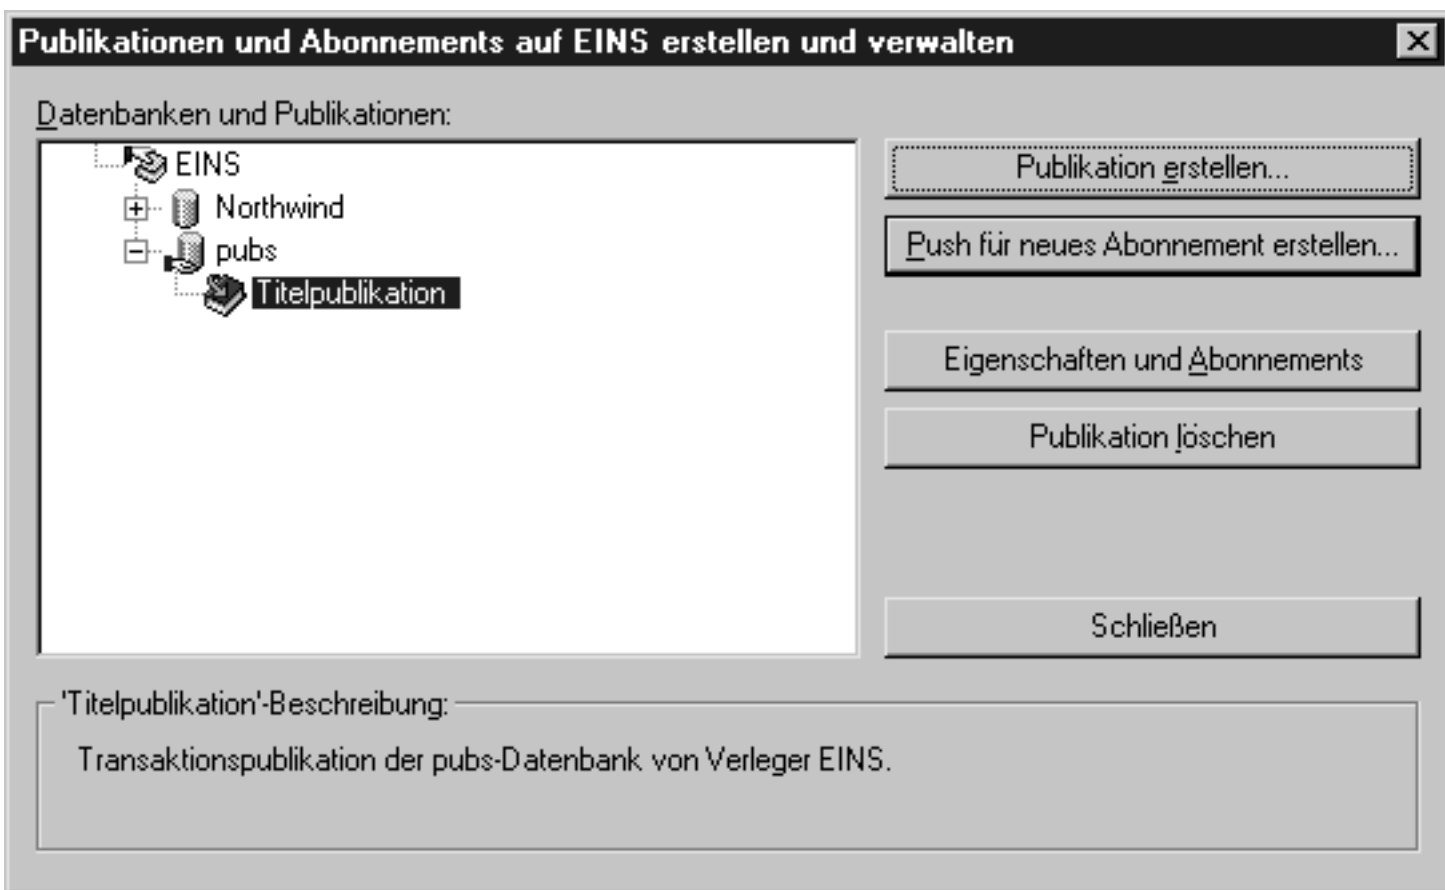 Publikationen und Abonnements auf EINS erstellen und verwalten
Datenbanken und Publikationen:
EINS
Northwind
pubs
Titelpublikation
Publikation erstellen...
Push für neues Abonnement erstellen...
Eigenschaften und Abonnements
Publikation löschen
Schließen
'Titelpublikation'-Beschreibung:
Transaktionspublikation der pubs-Datenbank von Verleger EINS.